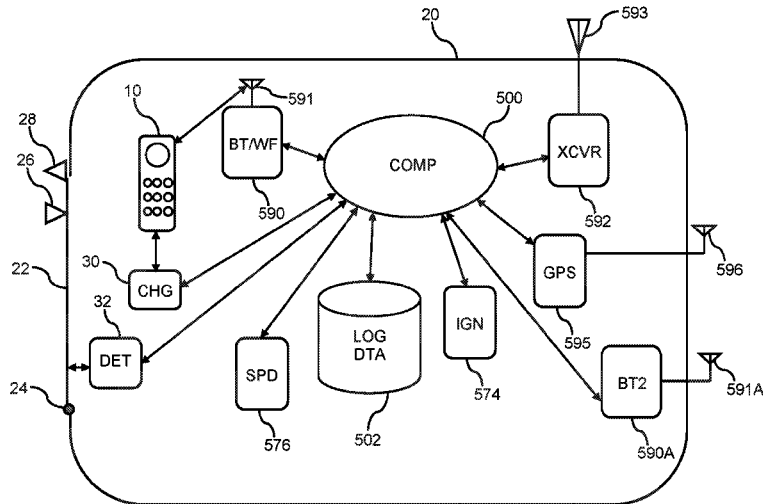 593
20
10
591
500
28
BT/WF
COMP
XCVR
26
590
592
596
22
30
CHG
GPS
595
32
LOG
DTA
IGN
DET
SPD
574
BT2
591A
24
576
502
590A